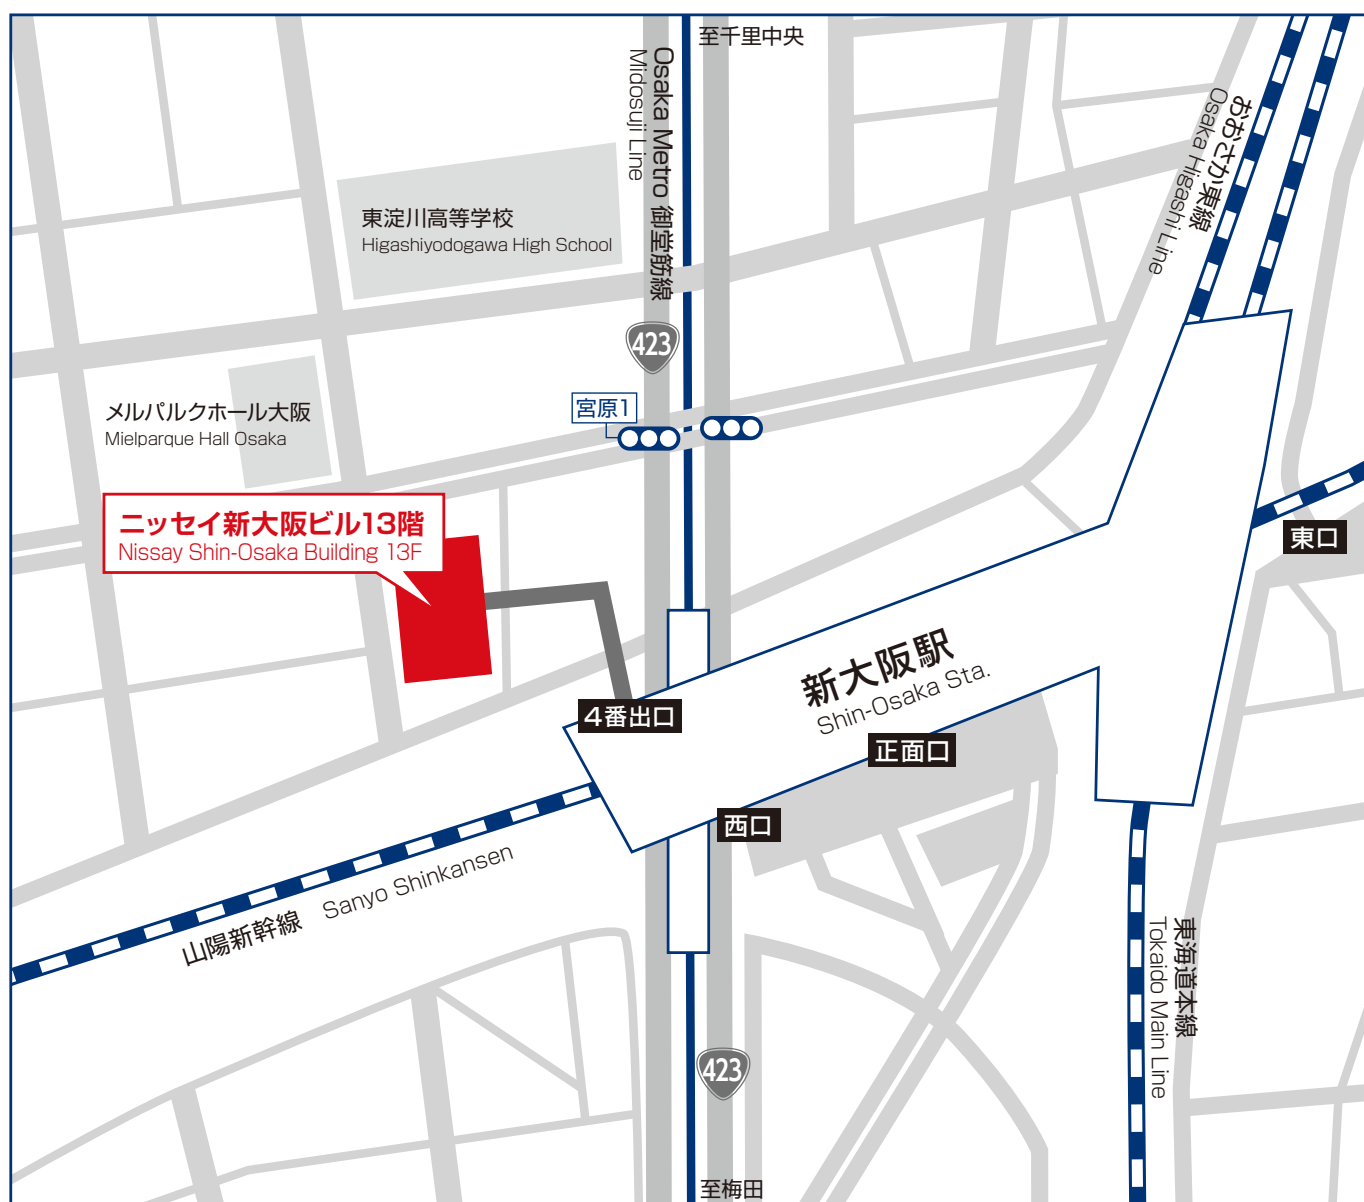 至千里中央
Osaka Metro 御堂筋線
Midosuji Line
おおさか東線
Osaka Higashi Line
東淀川高等学校
Higashiyodogawa High School
423
宮原1
メルパルクホール大阪
Mielparque Hall Osaka
ニッセイ新大阪ビル13階
Nissay Shin-Osaka Building 13F
東口
新大阪駅
Shin-Osaka Sta.
4番出口
正面口
西口
山陽新幹線 Sanyo Shinkansen
東海道本線
Tokaido Main Line
423
至梅田